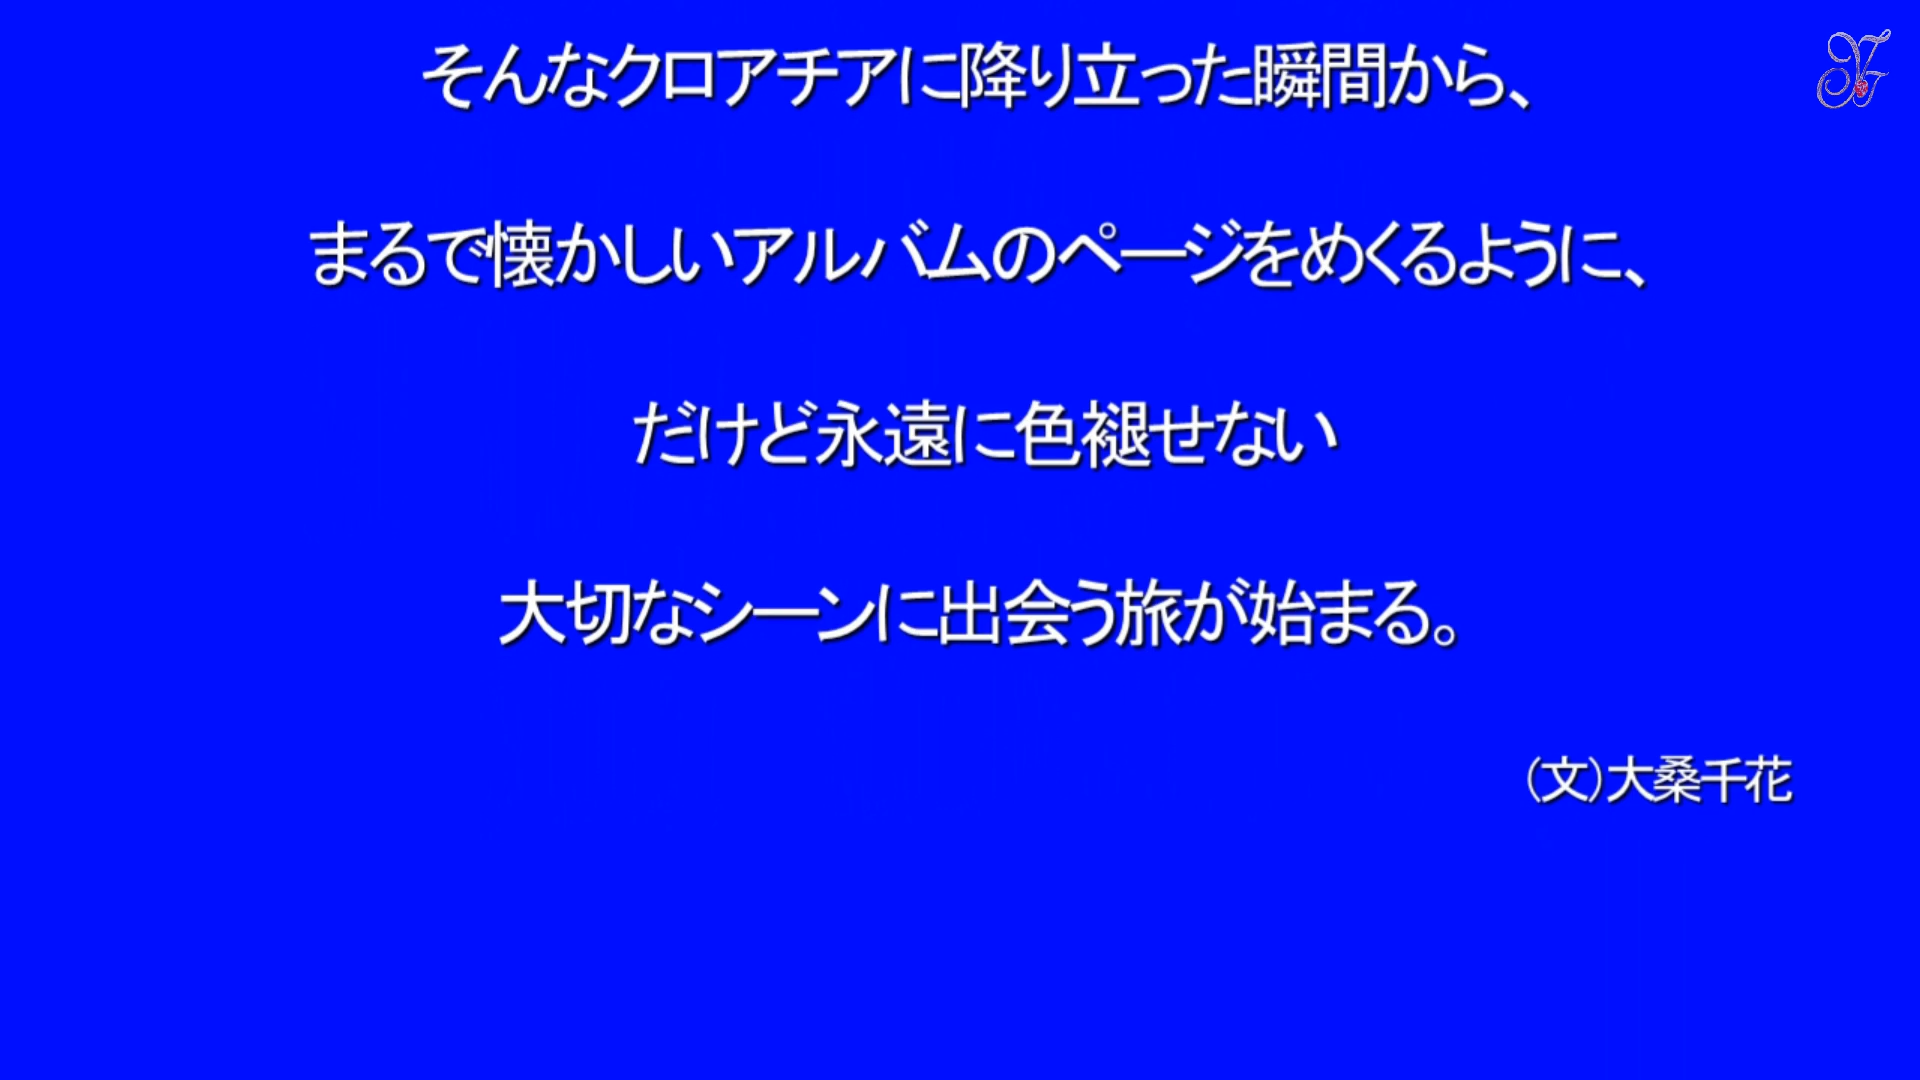 そんなクロアチアに降り立った瞬間から、
まるで懐かしいアルバムのページをめくるように、
だけど永遠に色褪せない
大切なシーンに出会う旅が始まる。
（文）大桑千花